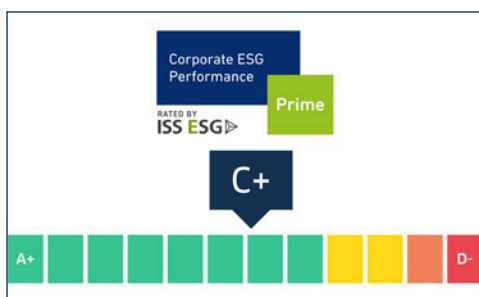 Corporate ESG
Performance
Prime
RATED BY
ISS ESG
C+
A+
D-